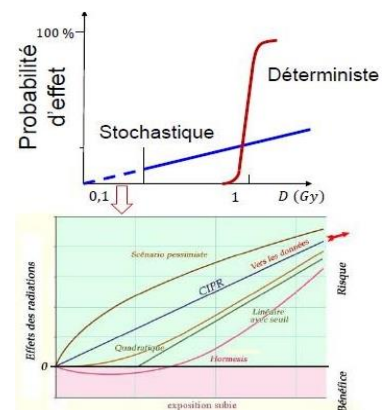 100 %
Probabilité
d'effet
Déterministe
Stochastique
0,1
1
D (Gy)
Effets des radiations
Scénario pessimiste
Vers les données
CIPR
Risque
Quadratique
Linéaire
avec seuil
Hormesis
0
exposition subie
Bénéfice